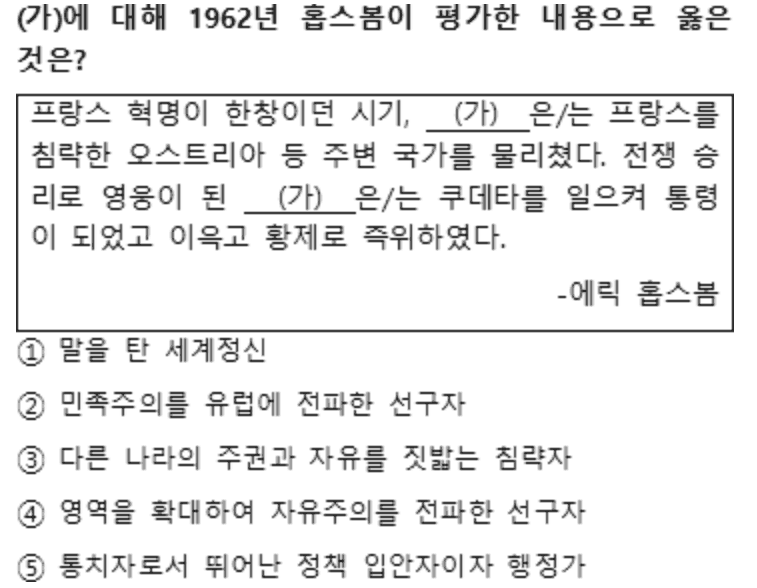 (가)에 대해 1962년 홉스봄이 평가한 내용으로 옳은
것은?
프랑스 혁명이 한창이던 시기, (가) 은/는 프랑스를
침략한 오스트리아 등 주변 국가를 물리쳤다. 전쟁 승
리로 영웅이 된 (가) 은/는 쿠데타를 일으켜 통령
이 되었고 이윽고 황제로 즉위하였다.
-에릭 홉스봄
① 말을 탄 세계정신
② 민족주의를 유럽에 전파한 선구자
③ 다른 나라의 주권과 자유를 짓밟는 침략자
④ 영역을 확대하여 자유주의를 전파한 선구자
⑤ 통치자로서 뛰어난 정책 입안자이자 행정가